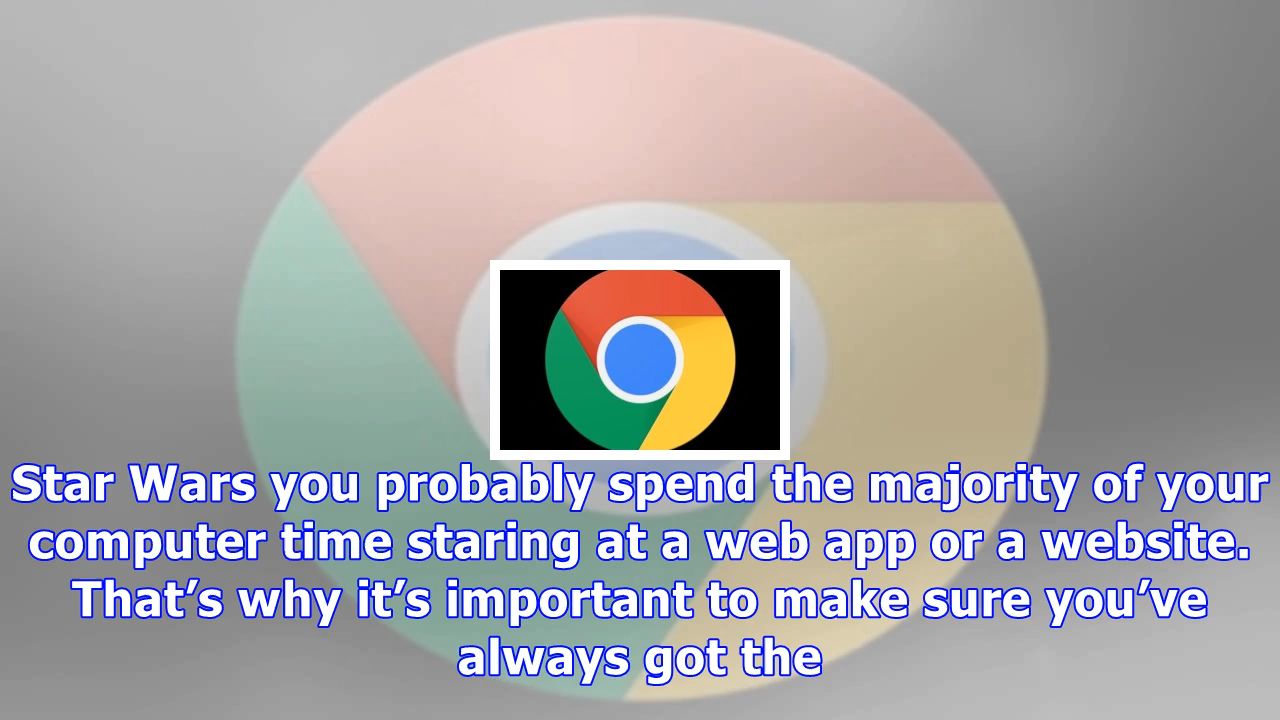 Star Wars you probably spend the majority of your
computer time staring at a web app or a website.
That’s why it’s important to make sure you’ve
always got the